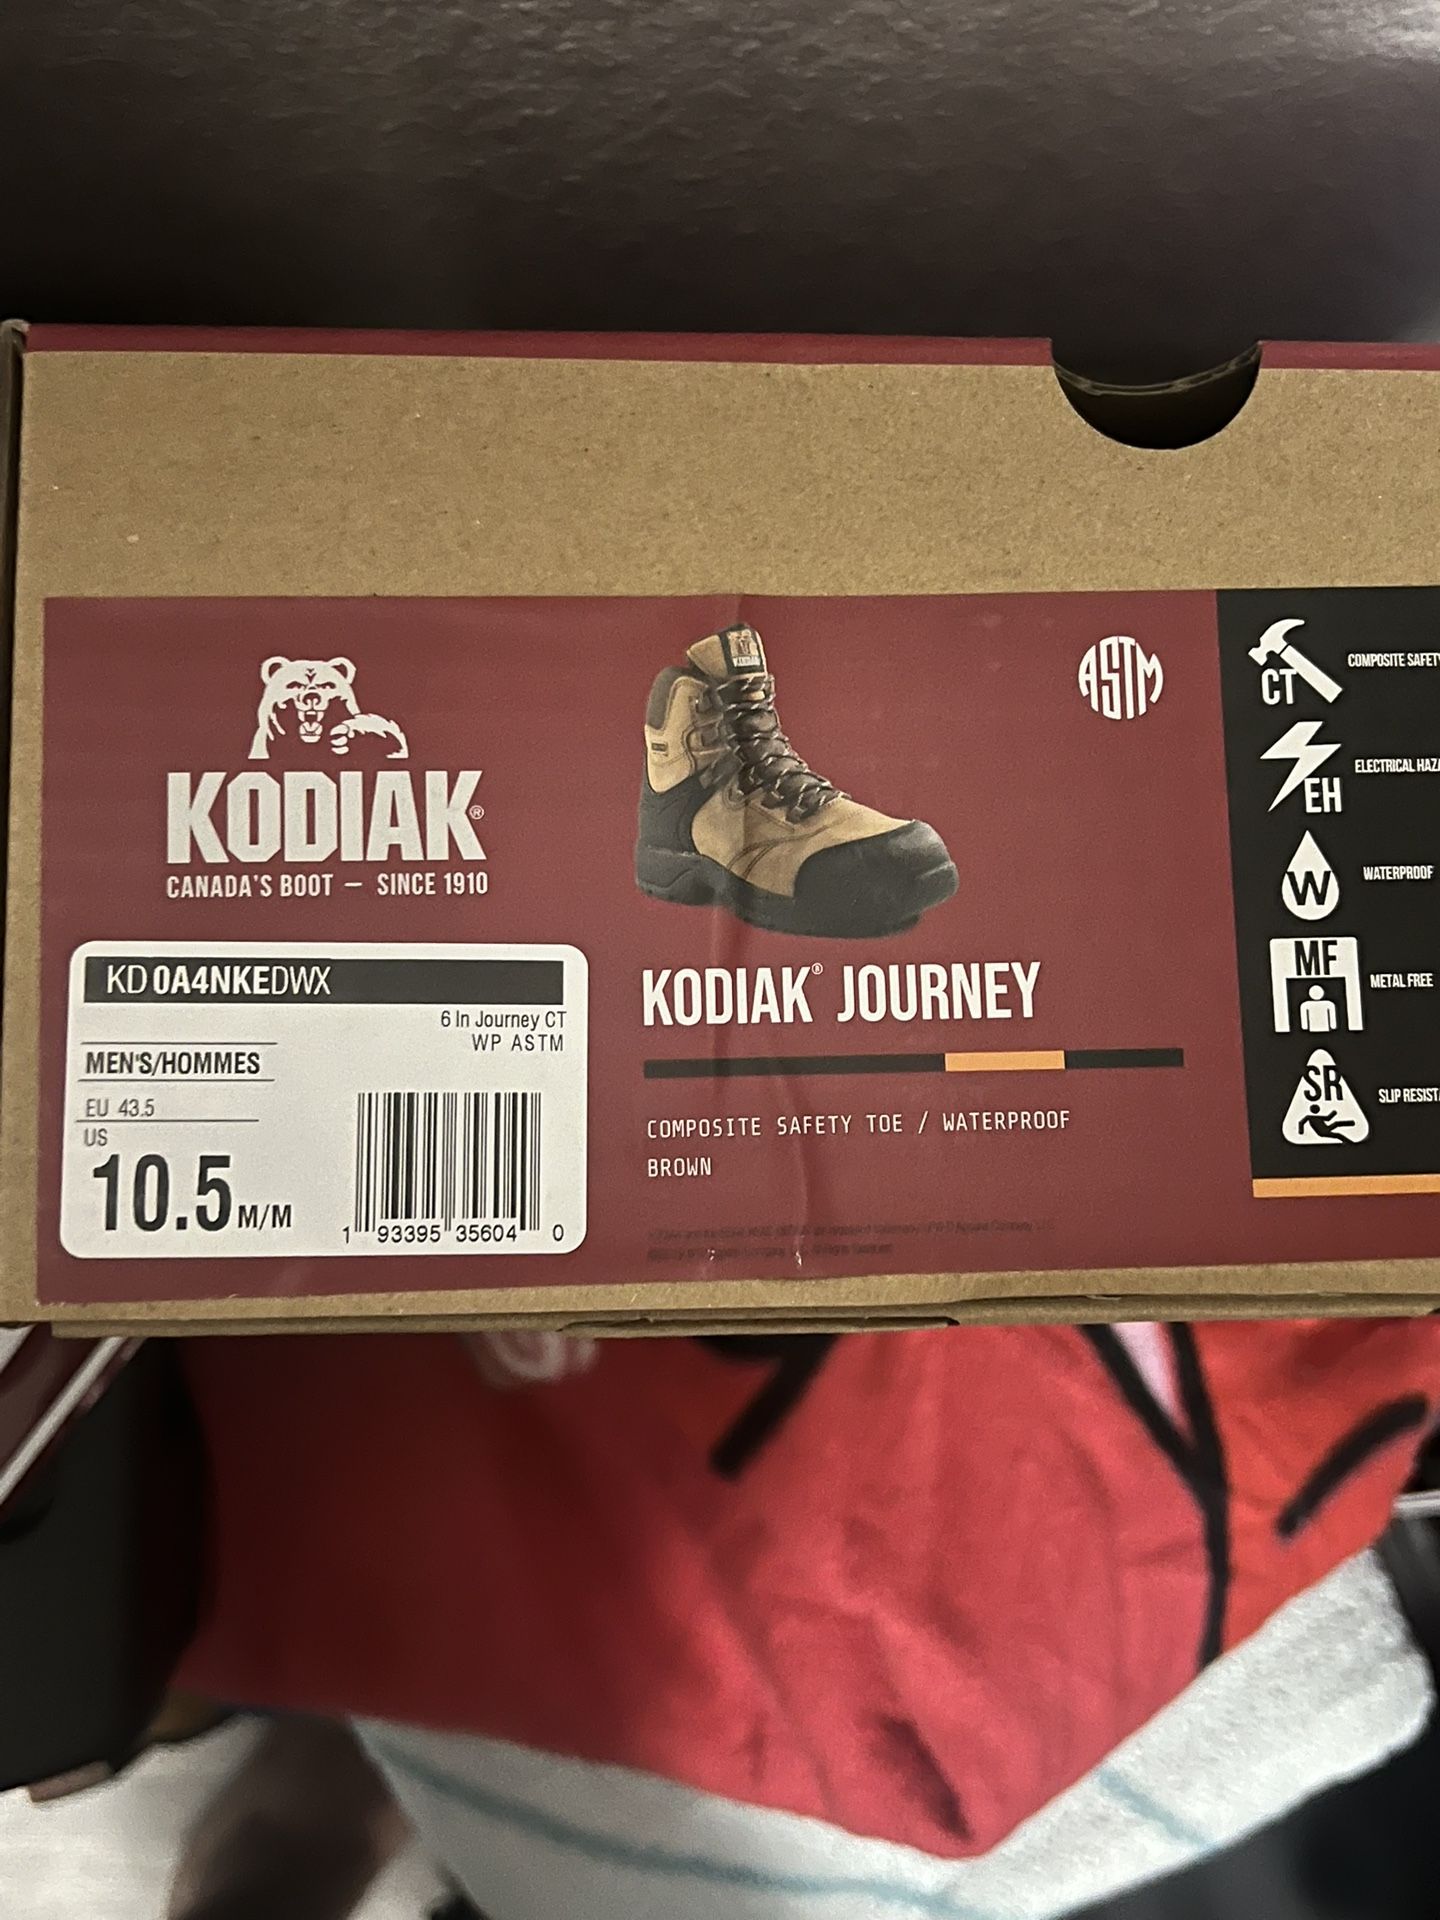 KODIAK
ASTM
KODIAK®
CANADA'S BOOT — SINCE 1910
KD 0A4NKEDWX
6 In Journey CT
WP ASTM
MEN'S/HOMMES
EU 43.5
US
10.5 M/M
1 93395 35604 0
KODIAK® JOURNEY
COMPOSITE SAFETY TOE / WATERPROOF
BROWN
CT COMPOSITE SAFETY
EH ELECTRICAL HAZA
W WATERPROOF
MF METAL FREE
SR SLIP RESIST